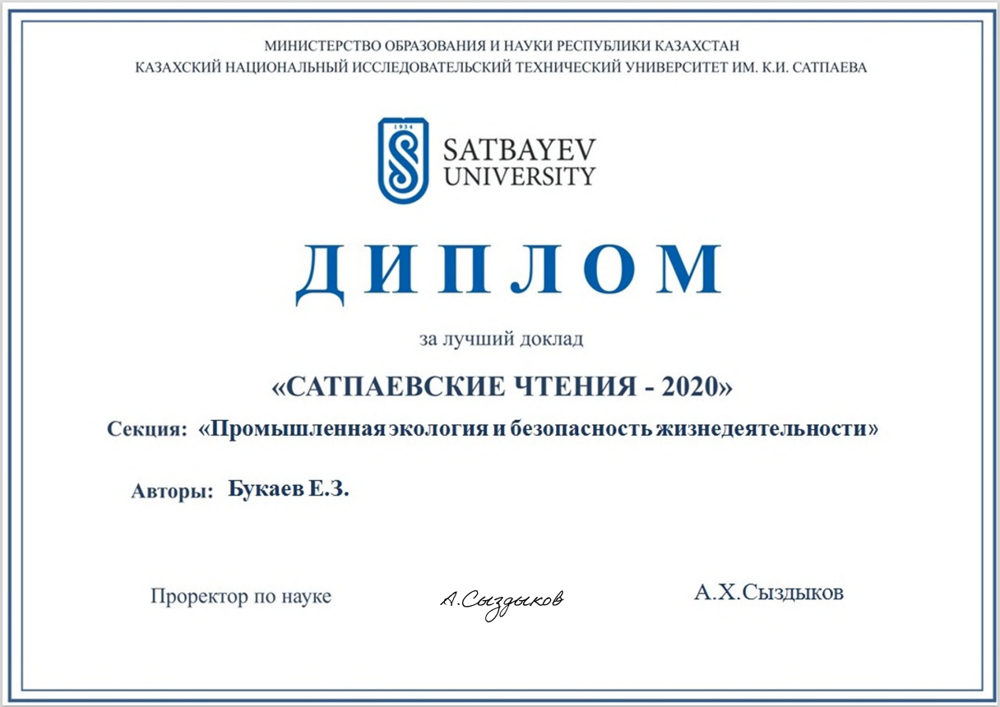 МИНИСТЕРСТВО ОБРАЗОВАНИЯ И НАУКИ РЕСПУБЛИКИ КАЗАХСТАН
КАЗАХСКИЙ НАЦИОНАЛЬНЫЙ ИССЛЕДОВАТЕЛЬСКИЙ ТЕХНИЧЕСКИЙ УНИВЕРСИТЕТ ИМ. К.И. САТПАЕВА
1934
SATBAYEV
UNIVERSITY
ДИПЛОМ
за лучший доклад
«САТПАЕВСКИЕ ЧТЕНИЯ - 2020»
Секция: «Промышленная экология и безопасность жизнедеятельности»
Авторы: Букаев Е.З.
Проректор по науке А.Сыздыков А.Х.Сыздыков